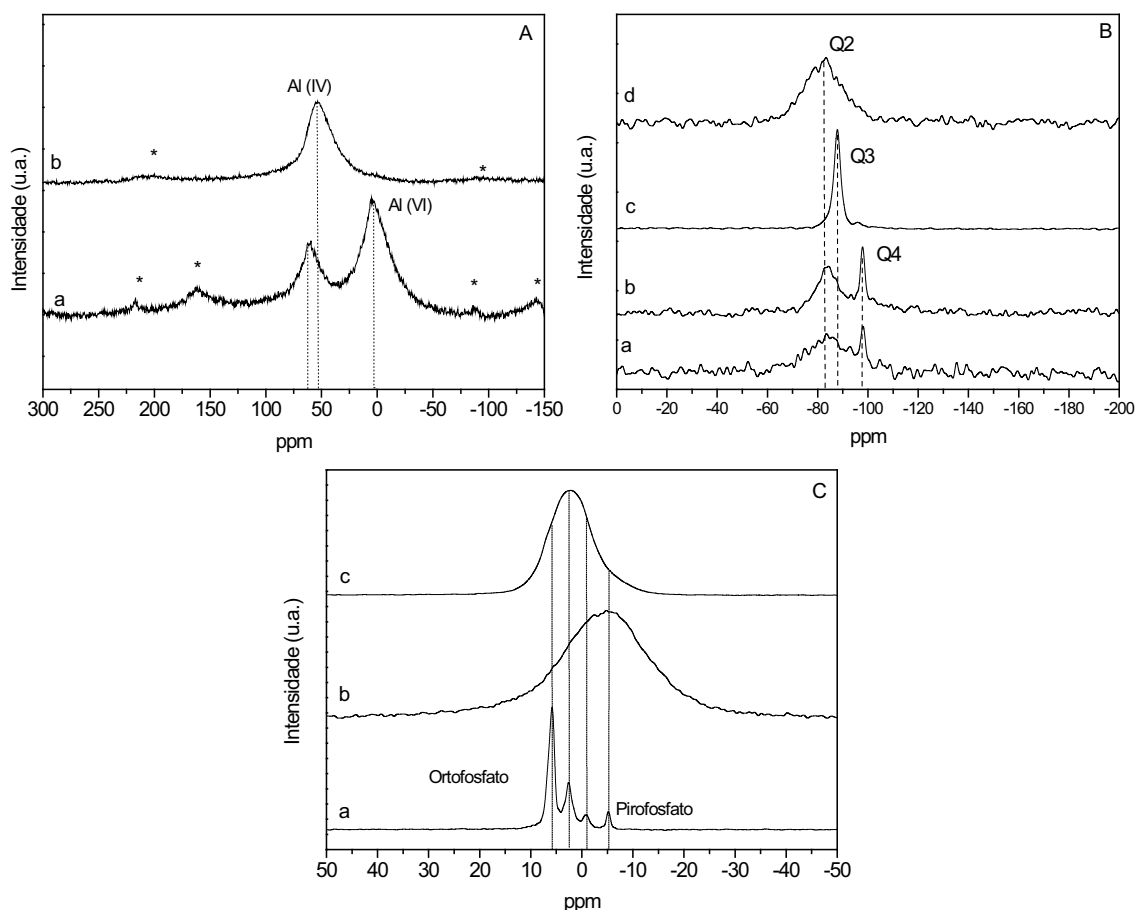 A
Al (IV)
*
*
b
Al (VI)
*
*
*
*
a
Intensidade (u.a.)
300 250 200 150 100 50 0 -50 -100 -150
ppm
B
Q2
d
Q3
c
Q4
b
a
Intensidade (u.a.)
0 -20 -40 -60 -80 -100 -120 -140 -160 -180 -200
ppm
C
c
b
Ortofosfato
Pirofosfato
a
Intensidade (u.a.)
50 40 30 20 10 0 -10 -20 -30 -40 -50
ppm